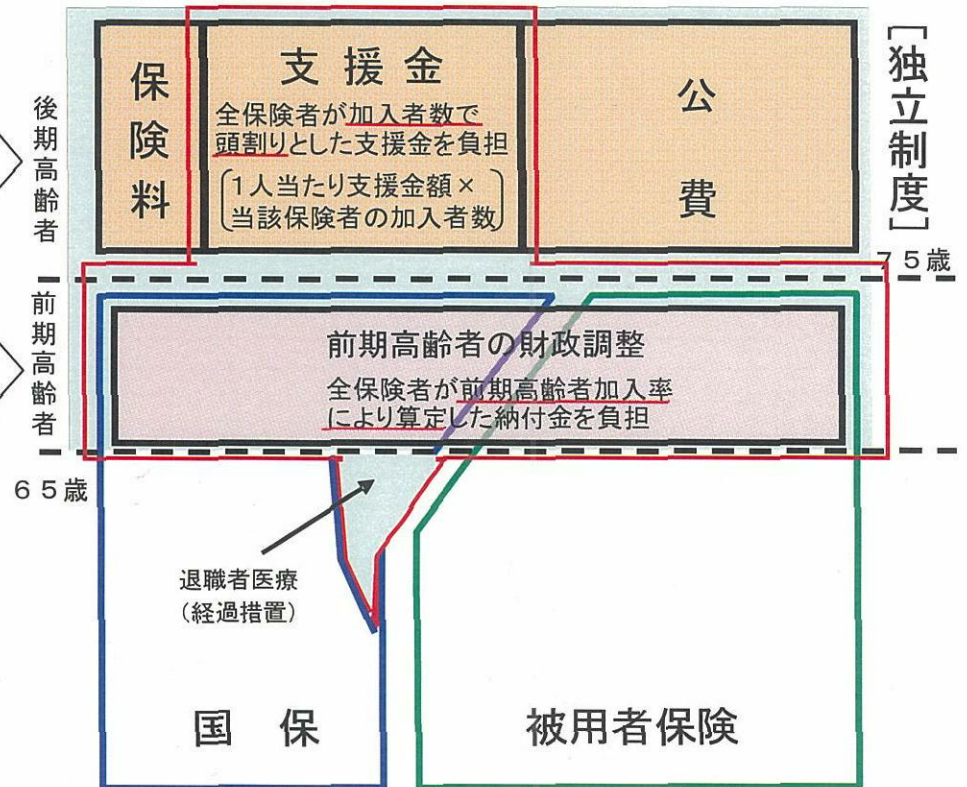 後期高齢者
保険料
支援金
全保険者が加入者数で
頭割りとした支援金を負担
1人当たり支援金額×
当該保険者の加入者数
公費
[独立制度]
75歳
前期高齢者
前期高齢者の財政調整
全保険者が前期高齢者加入率
により算定した納付金を負担
65歳
退職者医療
(経過措置)
国保
被用者保険